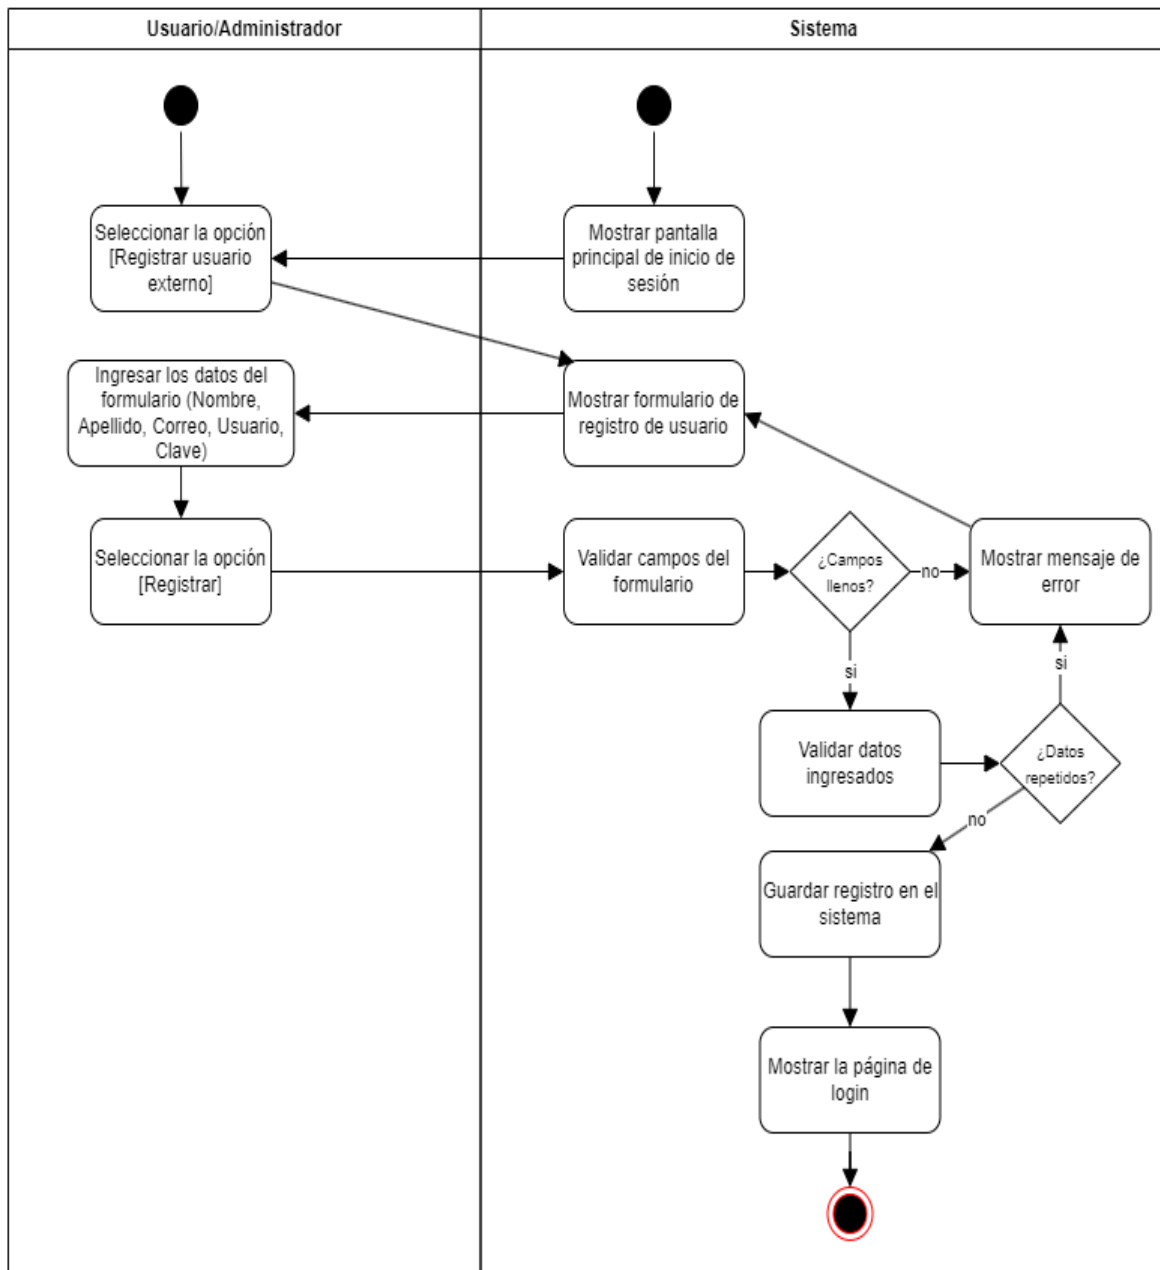 Usuario/Administrador
Sistema
Seleccionar la opción
[Registrar usuario
externo]
Mostrar pantalla
principal de inicio de
sesión
Ingresar los datos del
formulario (Nombre,
Apellido, Correo, Usuario,
Clave)
Mostrar formulario de
registro de usuario
Seleccionar la opción
[Registrar]
Validar campos del
formulario
¿Campos
llenos?
no
Mostrar mensaje de
error
si
si
Validar datos
ingresados
¿Datos
repetidos?
no
Guardar registro en el
sistema
Mostrar la página de
login